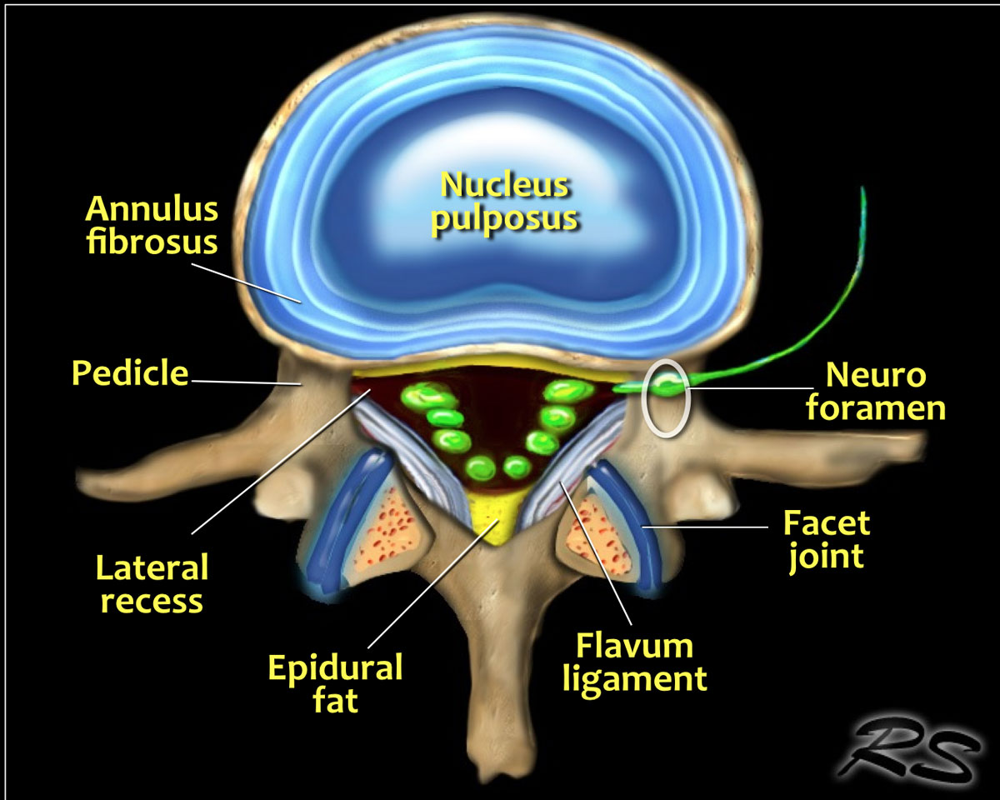 Nucleus
pulposus
Annulus
fibrosus
Pedicle
Neuro
foramen
Lateral
recess
Facet
joint
Epidural
fat
Flavum
ligament
RS